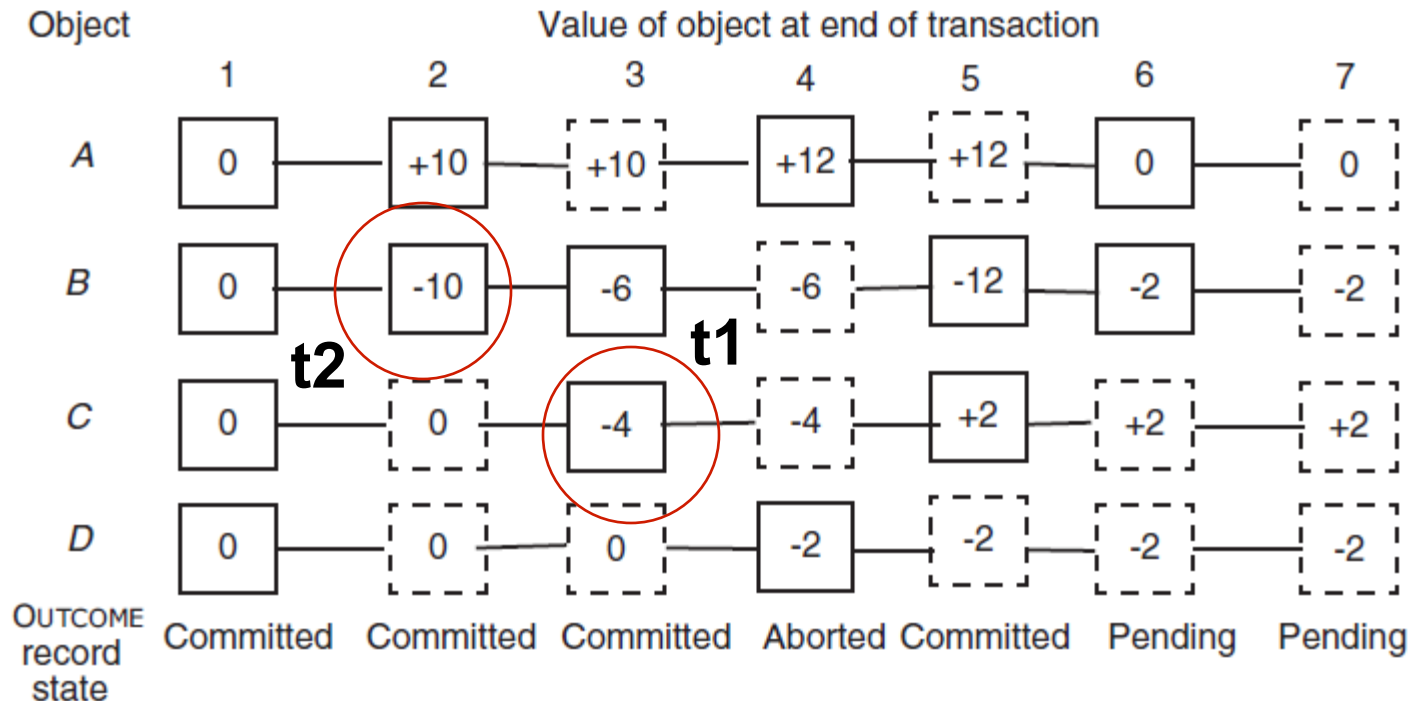 Object Value of object at end of transaction
1 2 3 4 5 6 7
A 0 +10 +10 +12 +12 0 0
B 0 -10 -6 -6 -12 -2 -2
t2 t1
C 0 0 -4 -4 +2 +2 +2
D 0 0 0 -2 -2 -2 -2
OUTCOME
record
state
Committed Committed Committed Aborted Committed Pending Pending